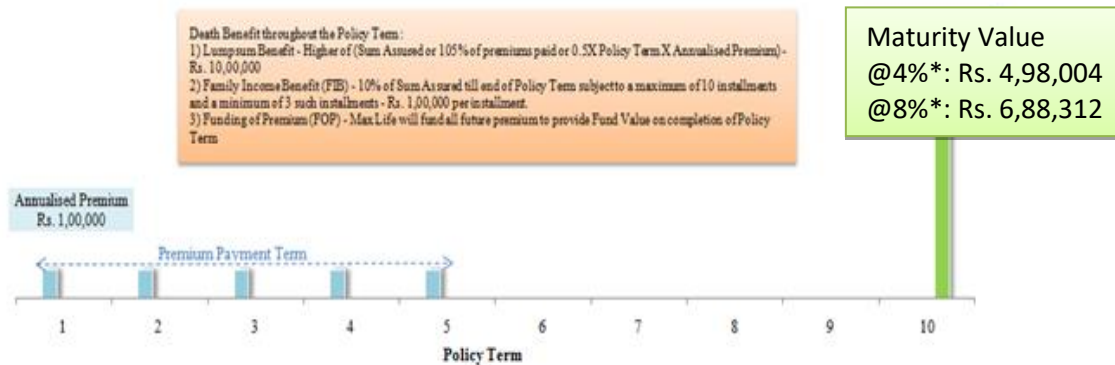 Death Benefit throughout the Policy Term:
1) Lumpsum Benefit - Higher of (Sum Assured or 105% of premiums paid or 0.5X Policy Term X Annualised Premium) -
Rs. 10,00,000
2) Family Income Benefit (FIB) - 10% of Sum Assured till end of Policy Term subject to a maximum of 10 installments
and a minimum of 3 such installments - Rs. 1,00,000 per installment.
3) Funding of Premium (FOP) - Max Life will fund all future premium to provide Fund Value on completion of Policy
Term
Maturity Value
@4%*: Rs. 4,98,004
@8%*: Rs. 6,88,312
Annualised Premium
Rs. 1,00,000
Premium Payment Term
1 2 3 4 5 6 7 8 9 10
Policy Term